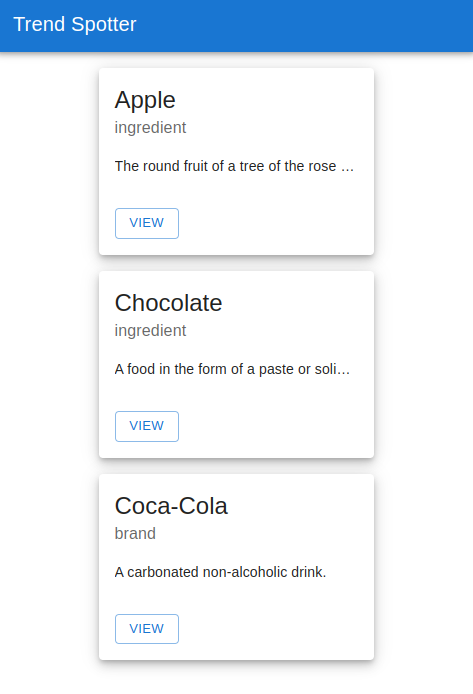 Trend Spotter
Apple
ingredient
The round fruit of a tree of the rose …
VIEW
Chocolate
ingredient
A food in the form of a paste or soli…
VIEW
Coca-Cola
brand
A carbonated non-alcoholic drink.
VIEW